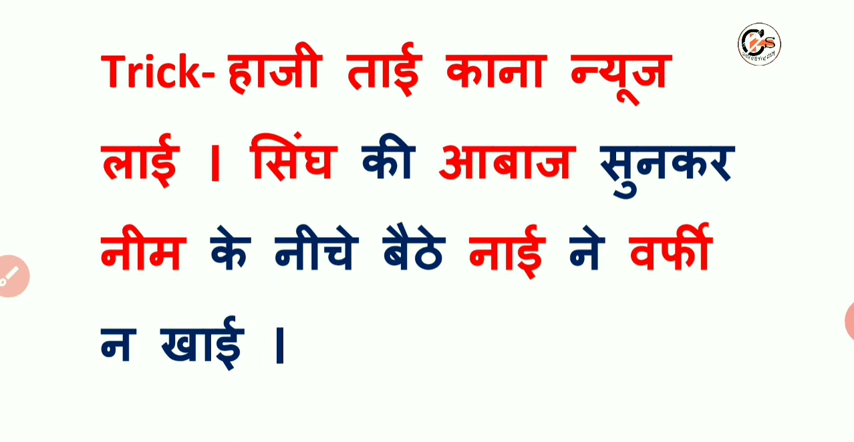 Trick- हाजी ताई काना न्यूज
लाई । सिंघ की आबाज सुनकर
नीम के नीचे बैठे नाई ने वर्फी
न खाई ।